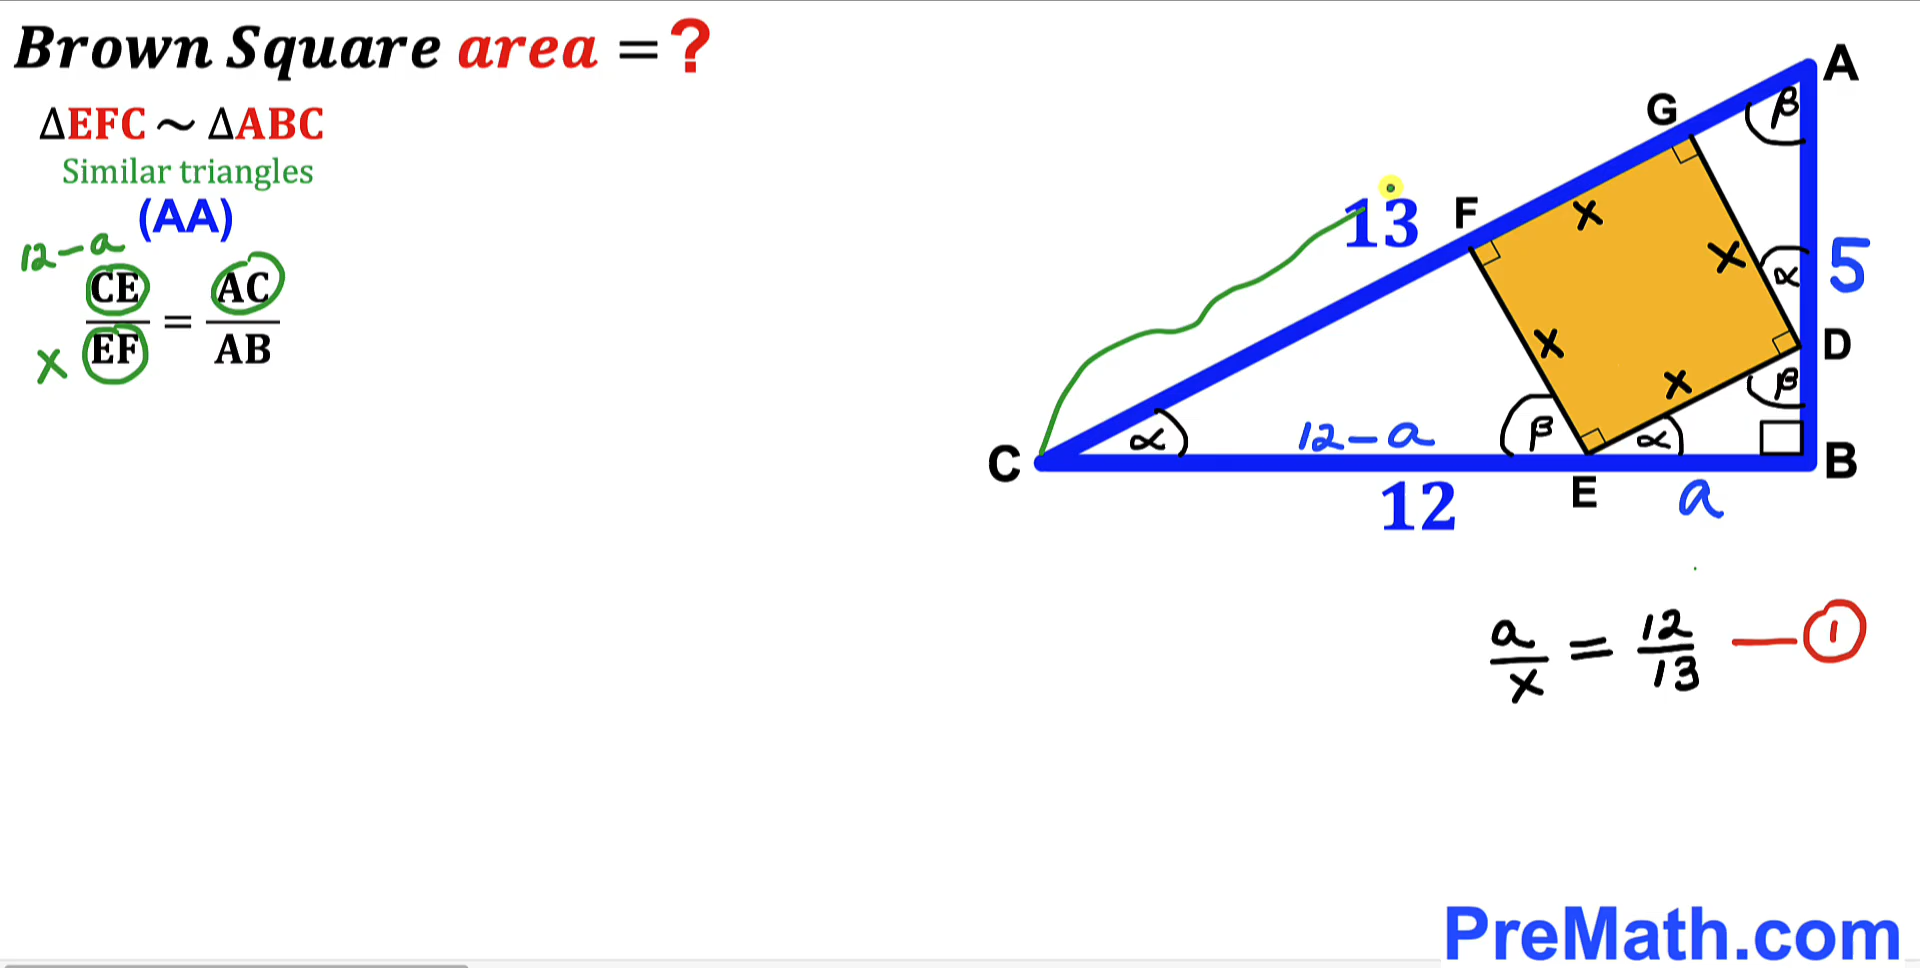 Brown Square area = ?
ΔEFC ~ ΔABC
Similar triangles
(AA)
12-a
CE = AC
x EF AB
A
G β
13 F x
x α 5
x D
x β
C α 12-a β α B
12 E a
a/x = 12/13 —①
PreMath.com